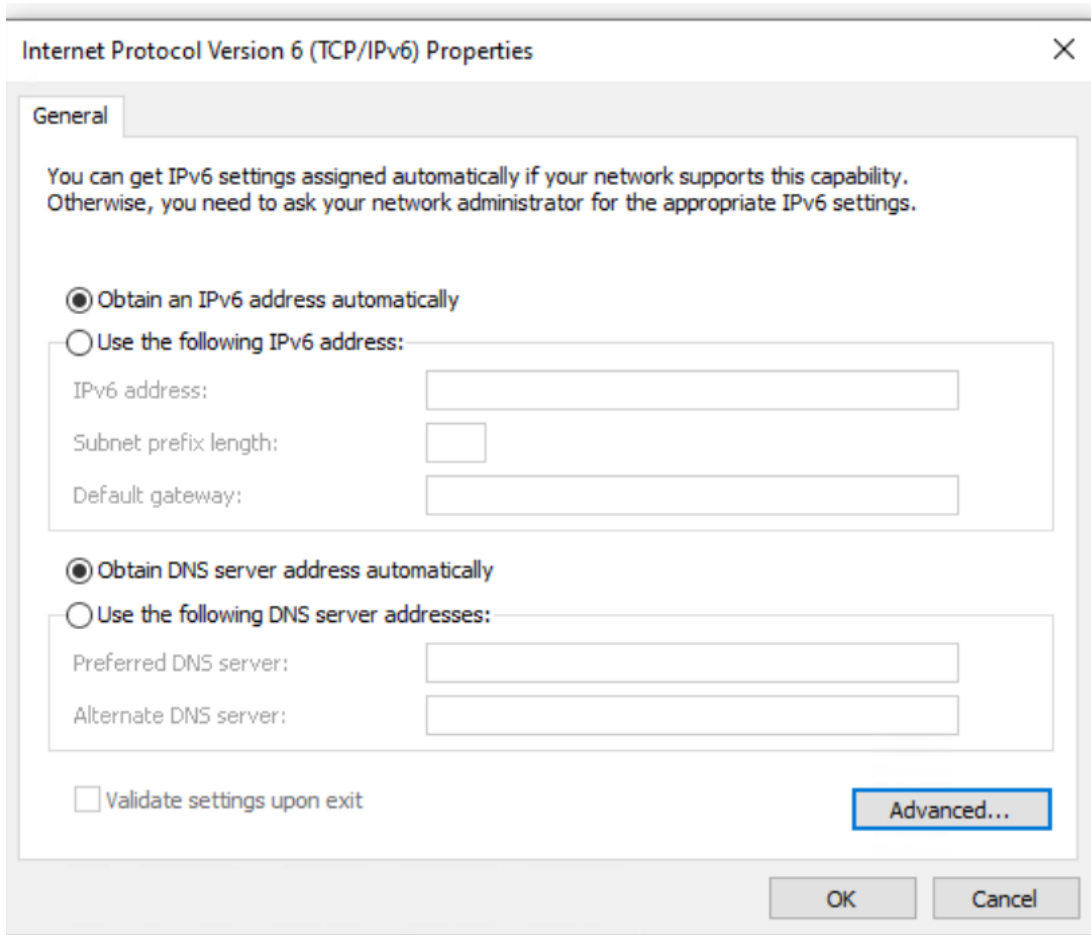 Internet Protocol Version 6 (TCP/IPv6) Properties
General
You can get IPv6 settings assigned automatically if your network supports this capability.
Otherwise, you need to ask your network administrator for the appropriate IPv6 settings.
Obtain an IPv6 address automatically
Use the following IPv6 address:
IPv6 address:
Subnet prefix length:
Default gateway:
Obtain DNS server address automatically
Use the following DNS server addresses:
Preferred DNS server:
Alternate DNS server:
Validate settings upon exit
Advanced...
OK
Cancel